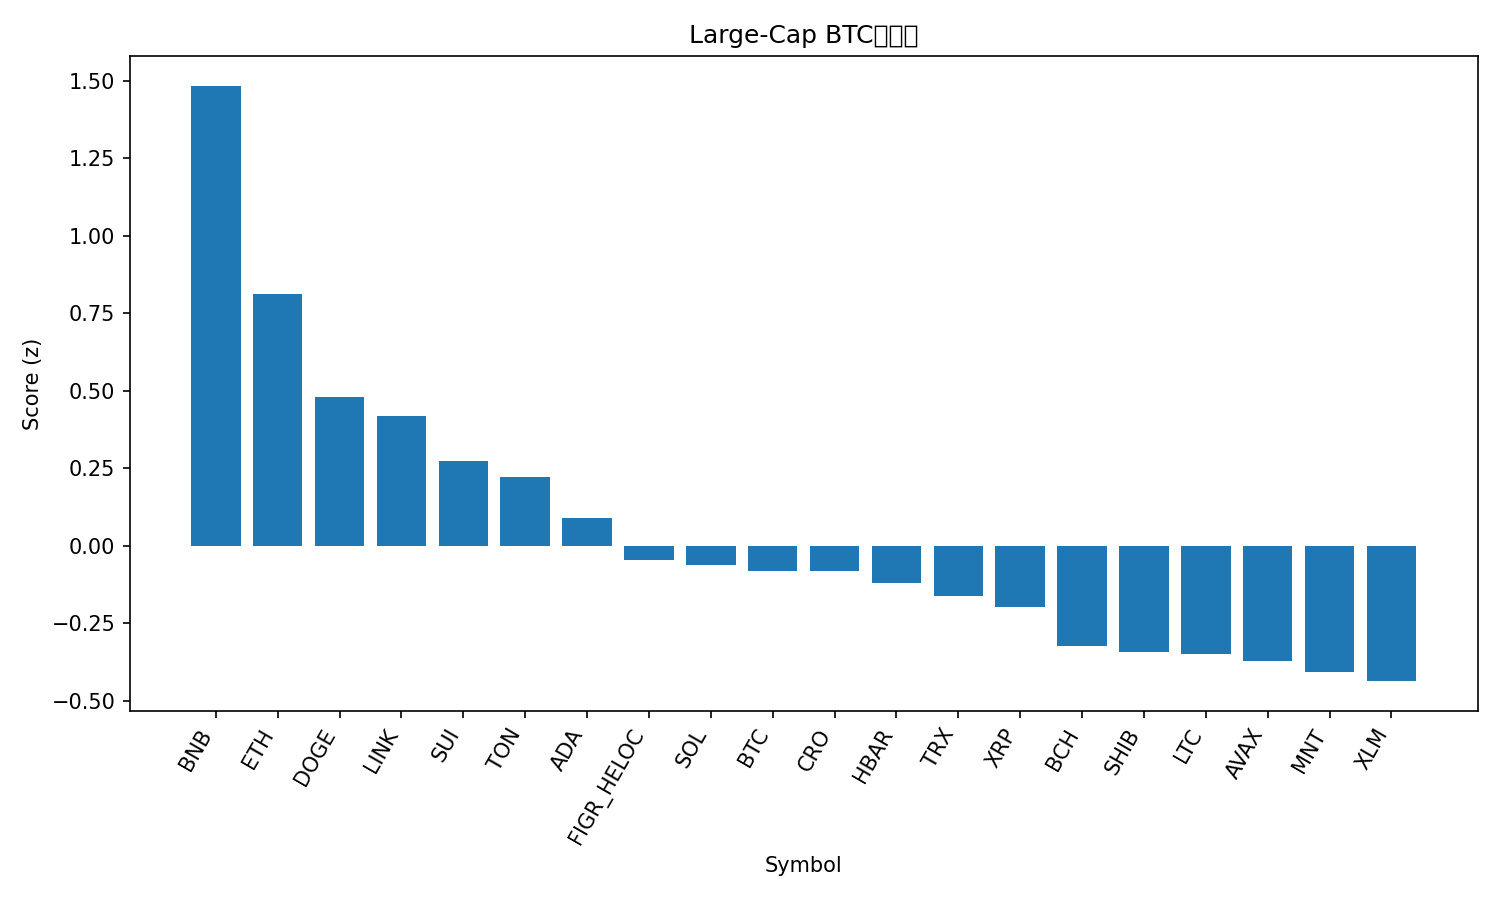 Large-Cap BTC
1.50
1.25
1.00
0.75
0.50
0.25
0.00
−0.25
−0.50
Score (z)
BNB
ETH
DOGE
LINK
SUI
TON
ADA
FIGR_HELOC
SOL
BTC
CRO
HBAR
TRX
XRP
BCH
SHIB
LTC
AVAX
MNT
XLM
Symbol